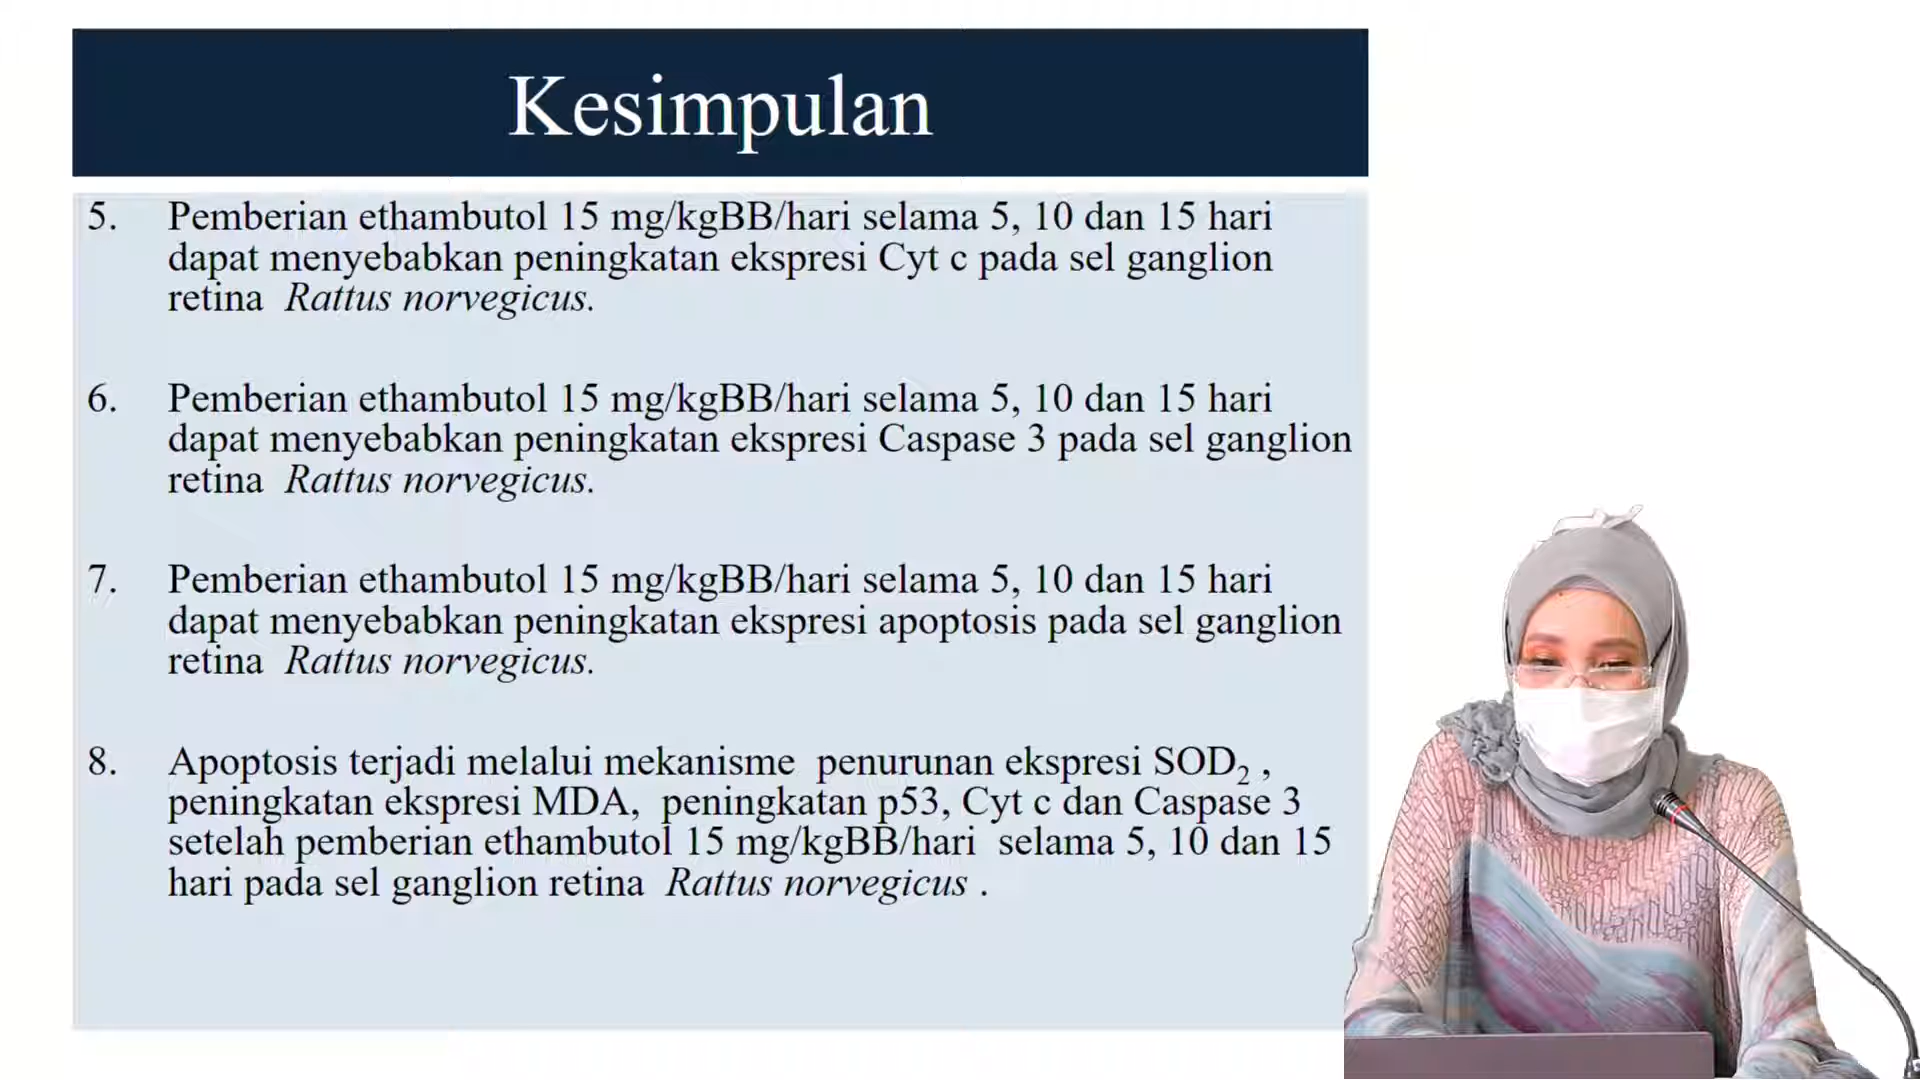 Kesimpulan
5. Pemberian ethambutol 15 mg/kgBB/hari selama 5, 10 dan 15 hari
dapat menyebabkan peningkatan ekspresi Cyt c pada sel ganglion
retina Rattus norvegicus.
6. Pemberian ethambutol 15 mg/kgBB/hari selama 5, 10 dan 15 hari
dapat menyebabkan peningkatan ekspresi Caspase 3 pada sel ganglion
retina Rattus norvegicus.
7. Pemberian ethambutol 15 mg/kgBB/hari selama 5, 10 dan 15 hari
dapat menyebabkan peningkatan ekspresi apoptosis pada sel ganglion
retina Rattus norvegicus.
8. Apoptosis terjadi melalui mekanisme penurunan ekspresi SOD₂ ,
peningkatan ekspresi MDA, peningkatan p53, Cyt c dan Caspase 3
setelah pemberian ethambutol 15 mg/kgBB/hari selama 5, 10 dan 15
hari pada sel ganglion retina Rattus norvegicus .